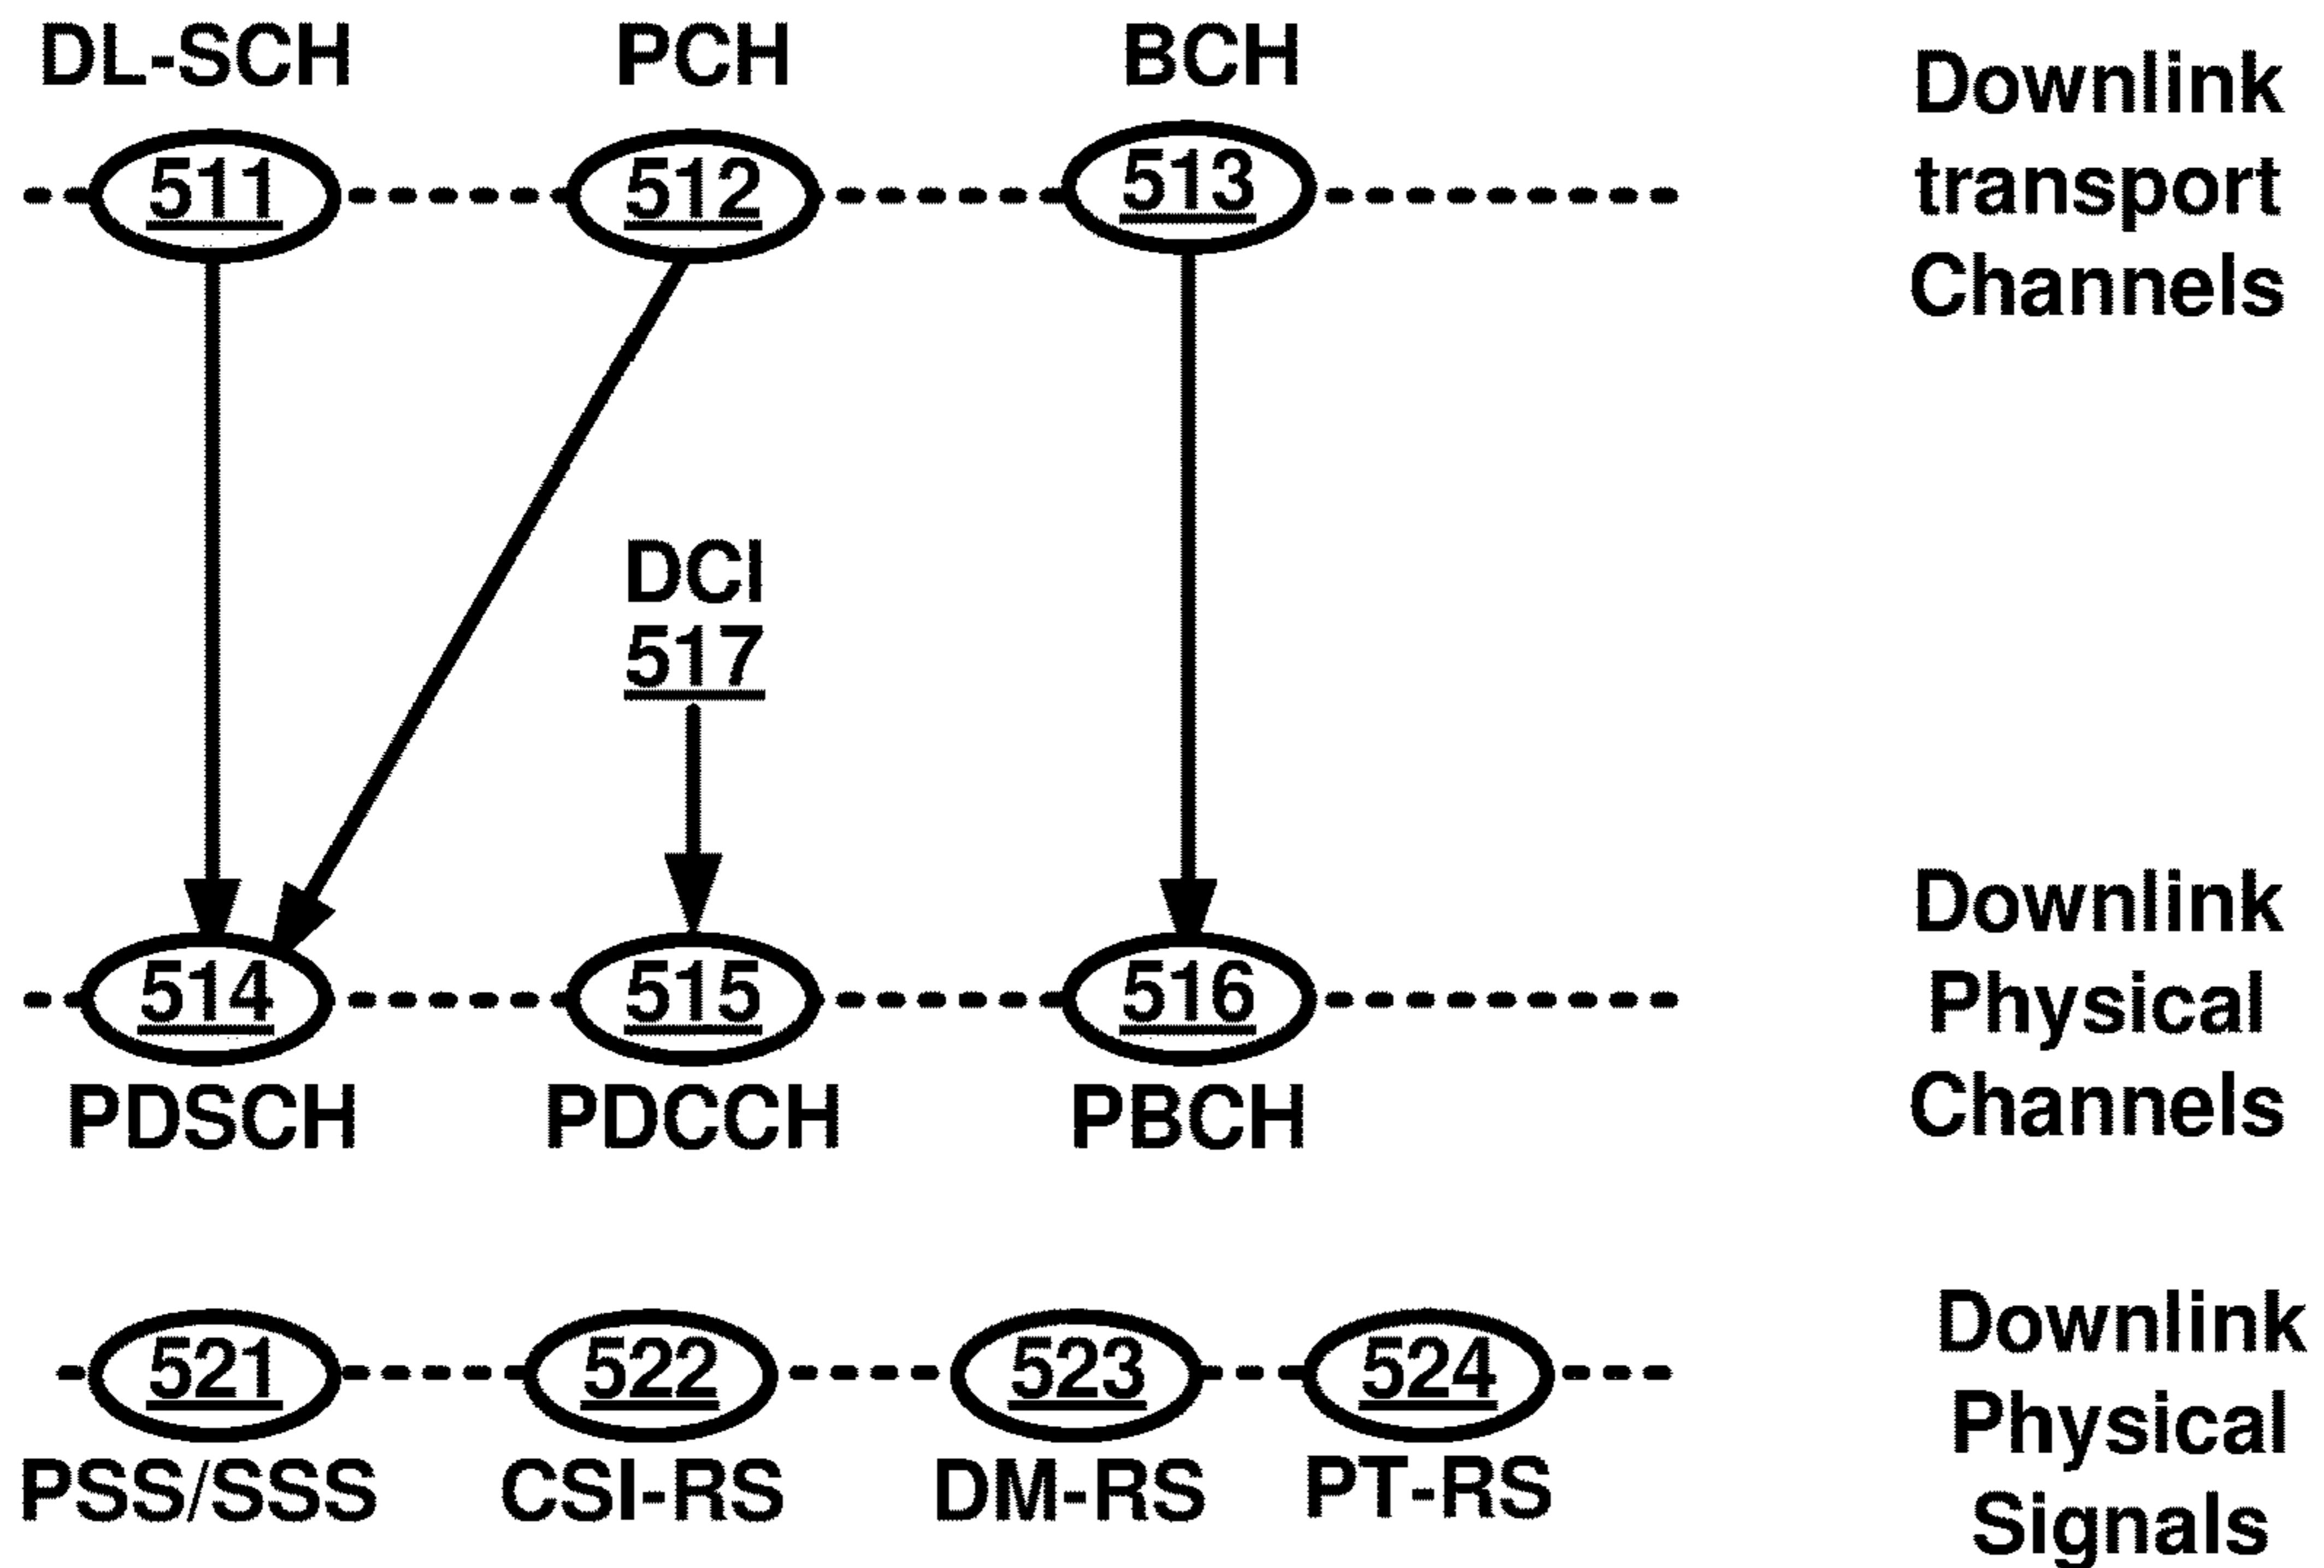 DL-SCH PCH BCH
511 512 513
Downlink
transport
Channels
DCI
517
514 515 516
PDSCH PDCCH PBCH
Downlink
Physical
Channels
521 522 523 524
PSS/SSS CSI-RS DM-RS PT-RS
Downlink
Physical
Signals